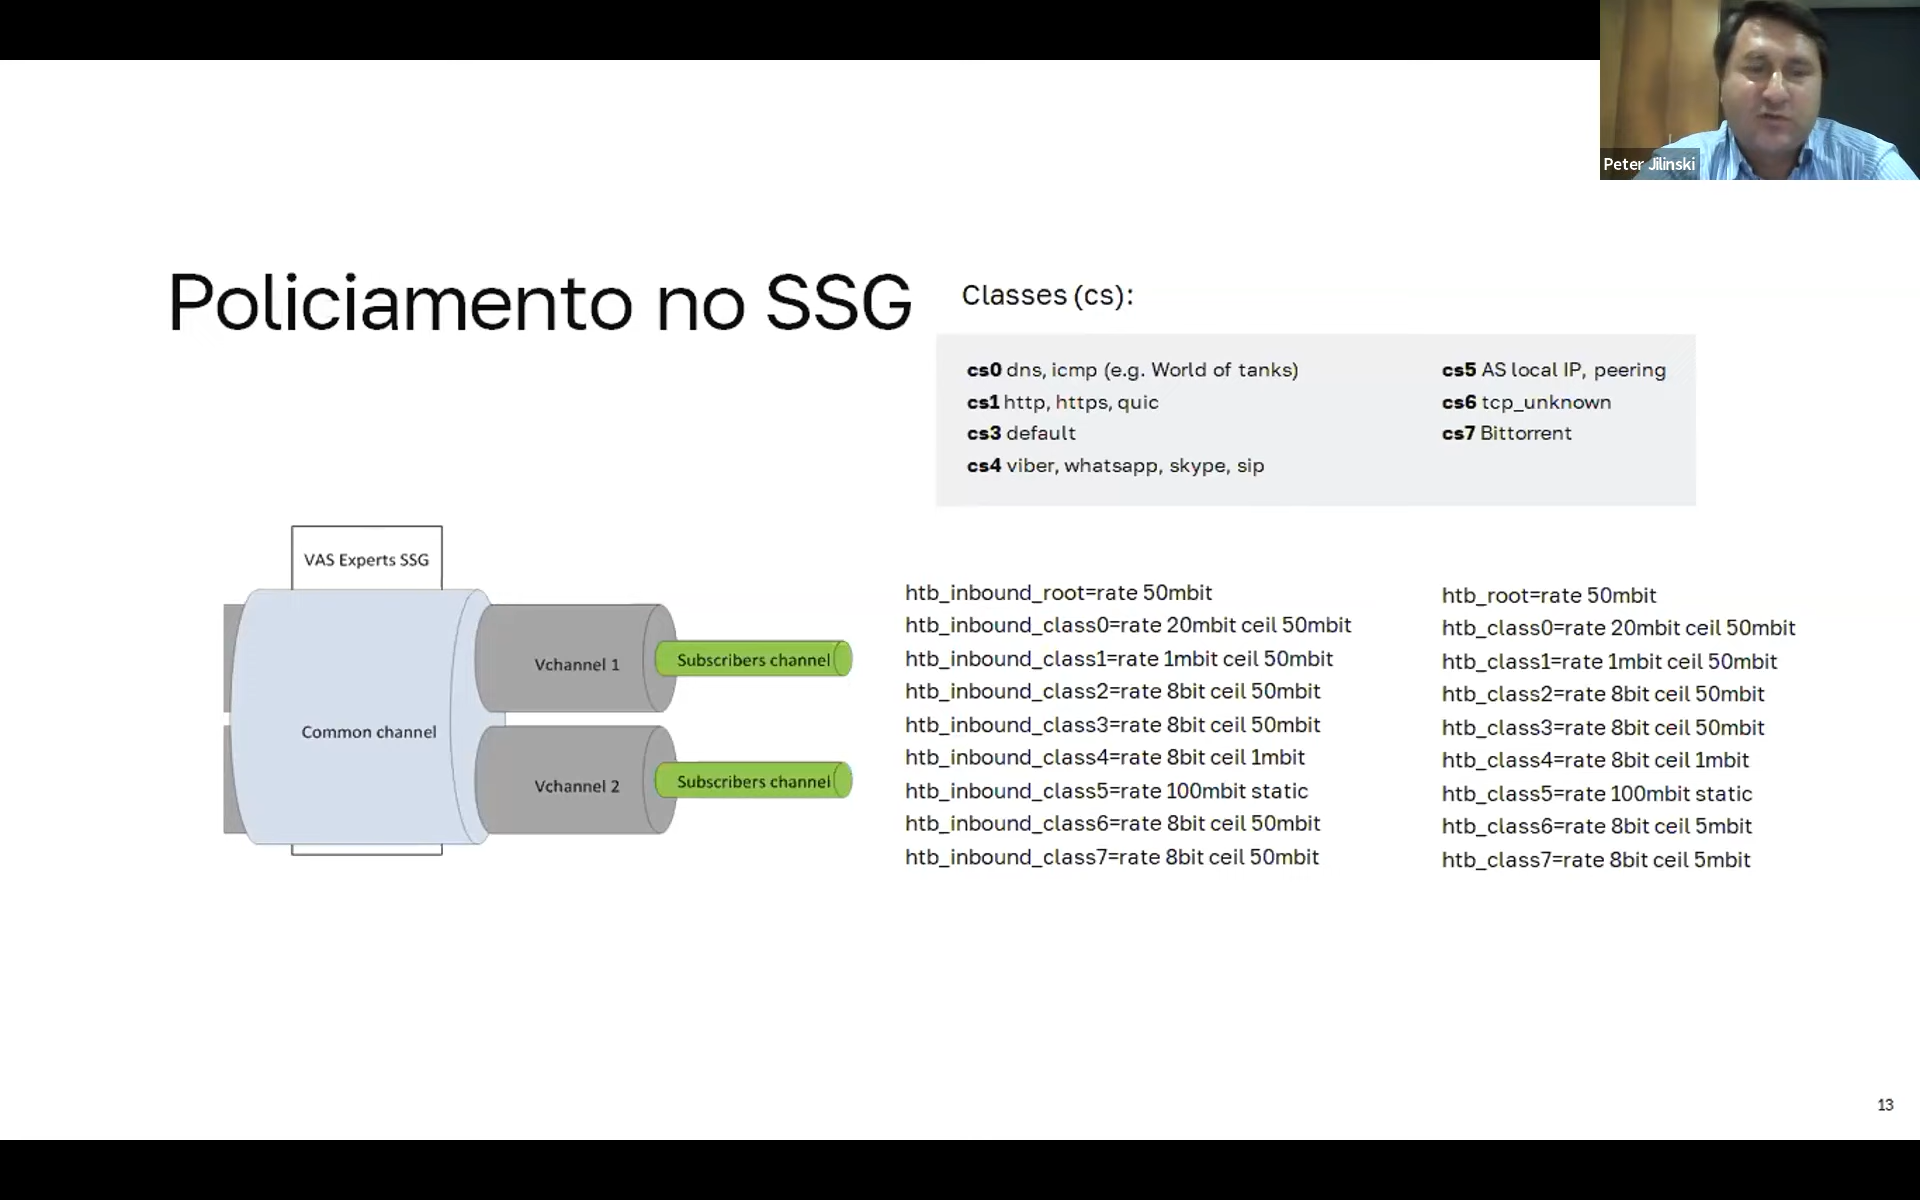 Peter Jilinski
Policiamento no SSG
Classes (cs):
cs0 dns, icmp (e.g. World of tanks)
cs1 http, https, quic
cs3 default
cs4 viber, whatsapp, skype, sip
cs5 AS local IP, peering
cs6 tcp_unknown
cs7 Bittorrent
VAS Experts SSG
Common channel
Vchannel 1
Subscribers channel
Vchannel 2
Subscribers channel
htb_inbound_root=rate 50mbit
htb_inbound_class0=rate 20mbit ceil 50mbit
htb_inbound_class1=rate 1mbit ceil 50mbit
htb_inbound_class2=rate 8bit ceil 50mbit
htb_inbound_class3=rate 8bit ceil 50mbit
htb_inbound_class4=rate 8bit ceil 1mbit
htb_inbound_class5=rate 100mbit static
htb_inbound_class6=rate 8bit ceil 50mbit
htb_inbound_class7=rate 8bit ceil 50mbit
htb_root=rate 50mbit
htb_class0=rate 20mbit ceil 50mbit
htb_class1=rate 1mbit ceil 50mbit
htb_class2=rate 8bit ceil 50mbit
htb_class3=rate 8bit ceil 50mbit
htb_class4=rate 8bit ceil 1mbit
htb_class5=rate 100mbit static
htb_class6=rate 8bit ceil 5mbit
htb_class7=rate 8bit ceil 5mbit
13